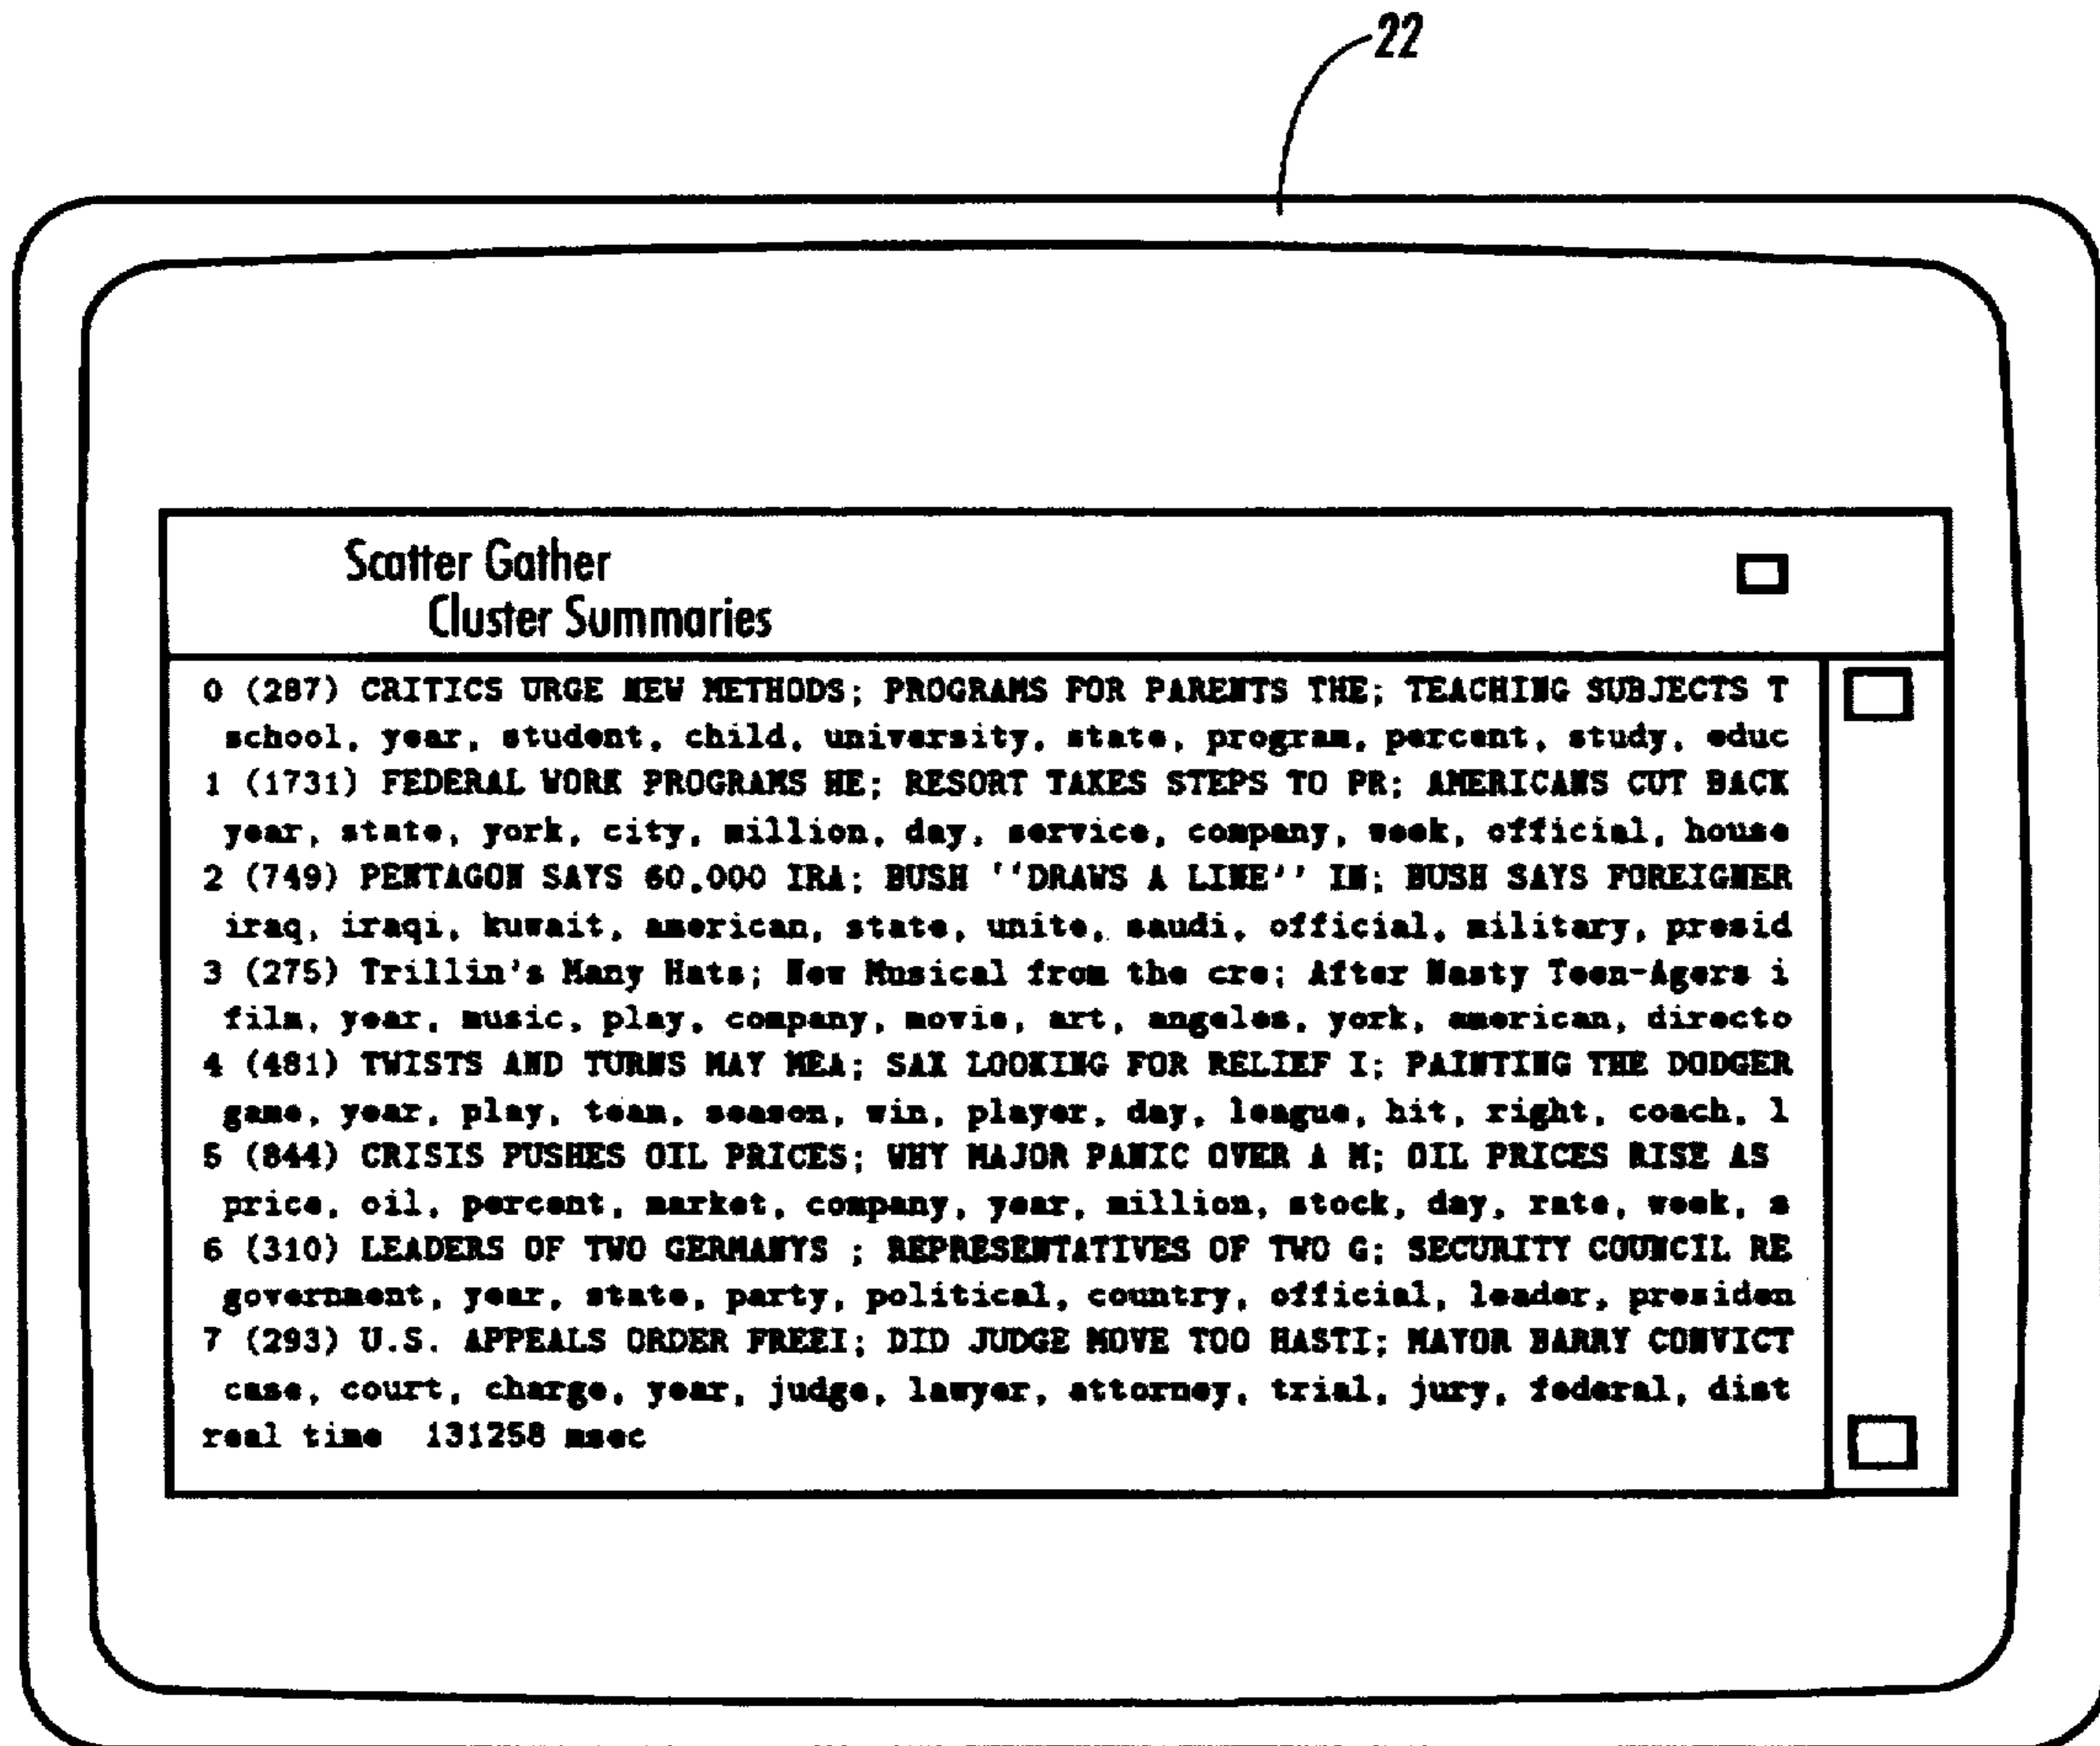 22
Scatter Gather
Cluster Summaries
0 (287) CRITICS URGE NEW METHODS; PROGRAMS FOR PARENTS THE; TEACHING SUBJECTS T
school, year, student, child, university, state, program, percent, study, educ
1 (1731) FEDERAL WORK PROGRAMS HE; RESORT TAKES STEPS TO PR; AMERICANS CUT BACK
year, state, york, city, million, day, service, company, week, official, house
2 (749) PENTAGON SAYS 60.000 IRA; BUSH ''DRAWS A LINE'' IN; BUSH SAYS FOREIGNER
iraq, iraqi, kuwait, american, state, unite, saudi, official, military, presid
3 (275) Trillin's Many Hats; New Musical from the cre; After Nasty Teen-Agers i
film, year, music, play, company, movie, art, angeles, york, american, directo
4 (481) TWISTS AND TURNS MAY MEA; SAX LOOKING FOR RELIEF I; PAINTING THE DODGER
game, year, play, team, season, win, player, day, league, hit, right, coach, l
5 (844) CRISIS PUSHES OIL PRICES; WHY MAJOR PANIC OVER A M; OIL PRICES RISE AS
price, oil, percent, market, company, year, million, stock, day, rate, week, s
6 (310) LEADERS OF TWO GERMANYS ; REPRESENTATIVES OF TWO G; SECURITY COUNCIL RE
government, year, state, party, political, country, official, leader, presiden
7 (293) U.S. APPEALS ORDER FREEI; DID JUDGE MOVE TOO HASTI; MAYOR BARRY CONVICT
case, court, charge, year, judge, lawyer, attorney, trial, jury, federal, dist
real time 131258 msec